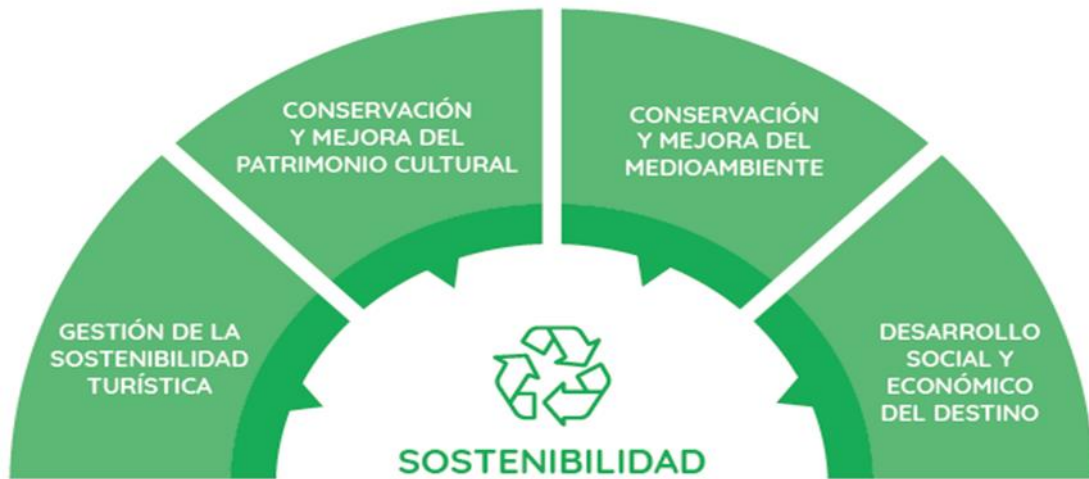 GESTIÓN DE LA
SOSTENIBILIDAD
TURÍSTICA
CONSERVACIÓN
Y MEJORA DEL
PATRIMONIO CULTURAL
CONSERVACIÓN
Y MEJORA DEL
MEDIOAMBIENTE
DESARROLLO
SOCIAL Y
ECONÓMICO
DEL DESTINO
SOSTENIBILIDAD